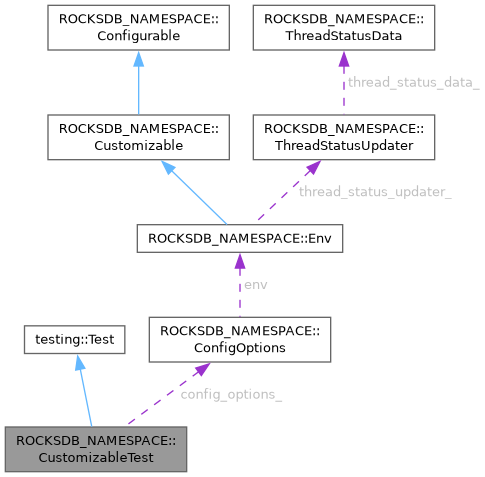 ROCKSDB_NAMESPACE::
Configurable
ROCKSDB_NAMESPACE::
ThreadStatusData
thread_status_data_
ROCKSDB_NAMESPACE::
Customizable
ROCKSDB_NAMESPACE::
ThreadStatusUpdater
thread_status_updater_
ROCKSDB_NAMESPACE::Env
env
testing::Test
ROCKSDB_NAMESPACE::
ConfigOptions
config_options_
ROCKSDB_NAMESPACE::
CustomizableTest